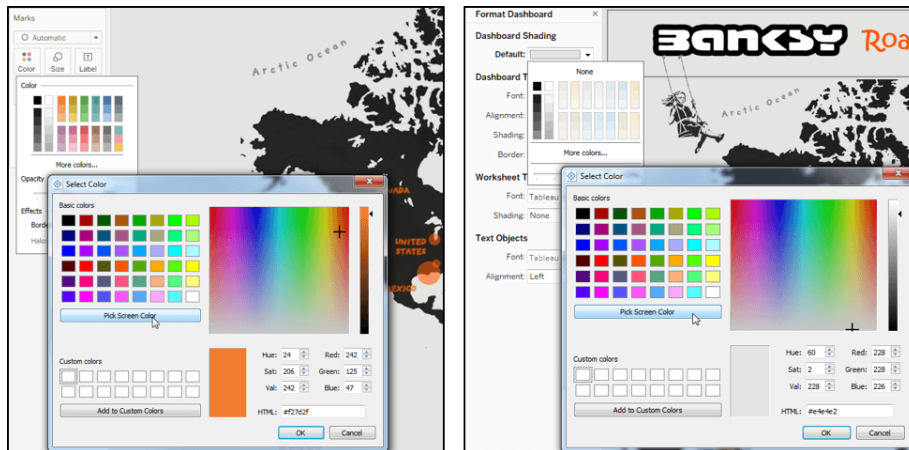 Marks
Automatic
Color
Size
Label
Color
More colors...
Opacity
Effects
Arctic Ocean
UNITED
STATES
Select Color
Basic colors
Pick Screen Color
Custom colors
Add to Custom Colors
Hue: 24
Red: 242
Sat: 206
Green: 125
Val: 242
Blue: 47
HTML: #f27d2f
OK
Cancel
Format Dashboard
Dashboard Shading
Default:
Dashboard T
Font:
Alignment:
Shading:
Border:
None
More colors...
Worksheet T
Font: Tableau
Shading: None
Text Objects
Font: Tableau
Alignment: Left
BANKSY Roa
Arctic Ocean
Select Color
Basic colors
Pick Screen Color
Custom colors
Add to Custom Colors
Hue: 60
Red: 228
Sat: 2
Green: 228
Val: 228
Blue: 226
HTML: #e4e4e2
OK
Cancel